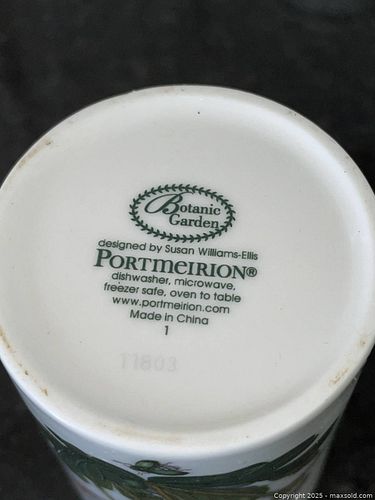 Botanic
Garden
designed by Susan Williams-Ellis
PORTMEIRION®
dishwasher, microwave,
freezer safe, oven to table
www.portmeirion.com
Made in China
1
T1803
Copyright © 2025 - maxsold.com